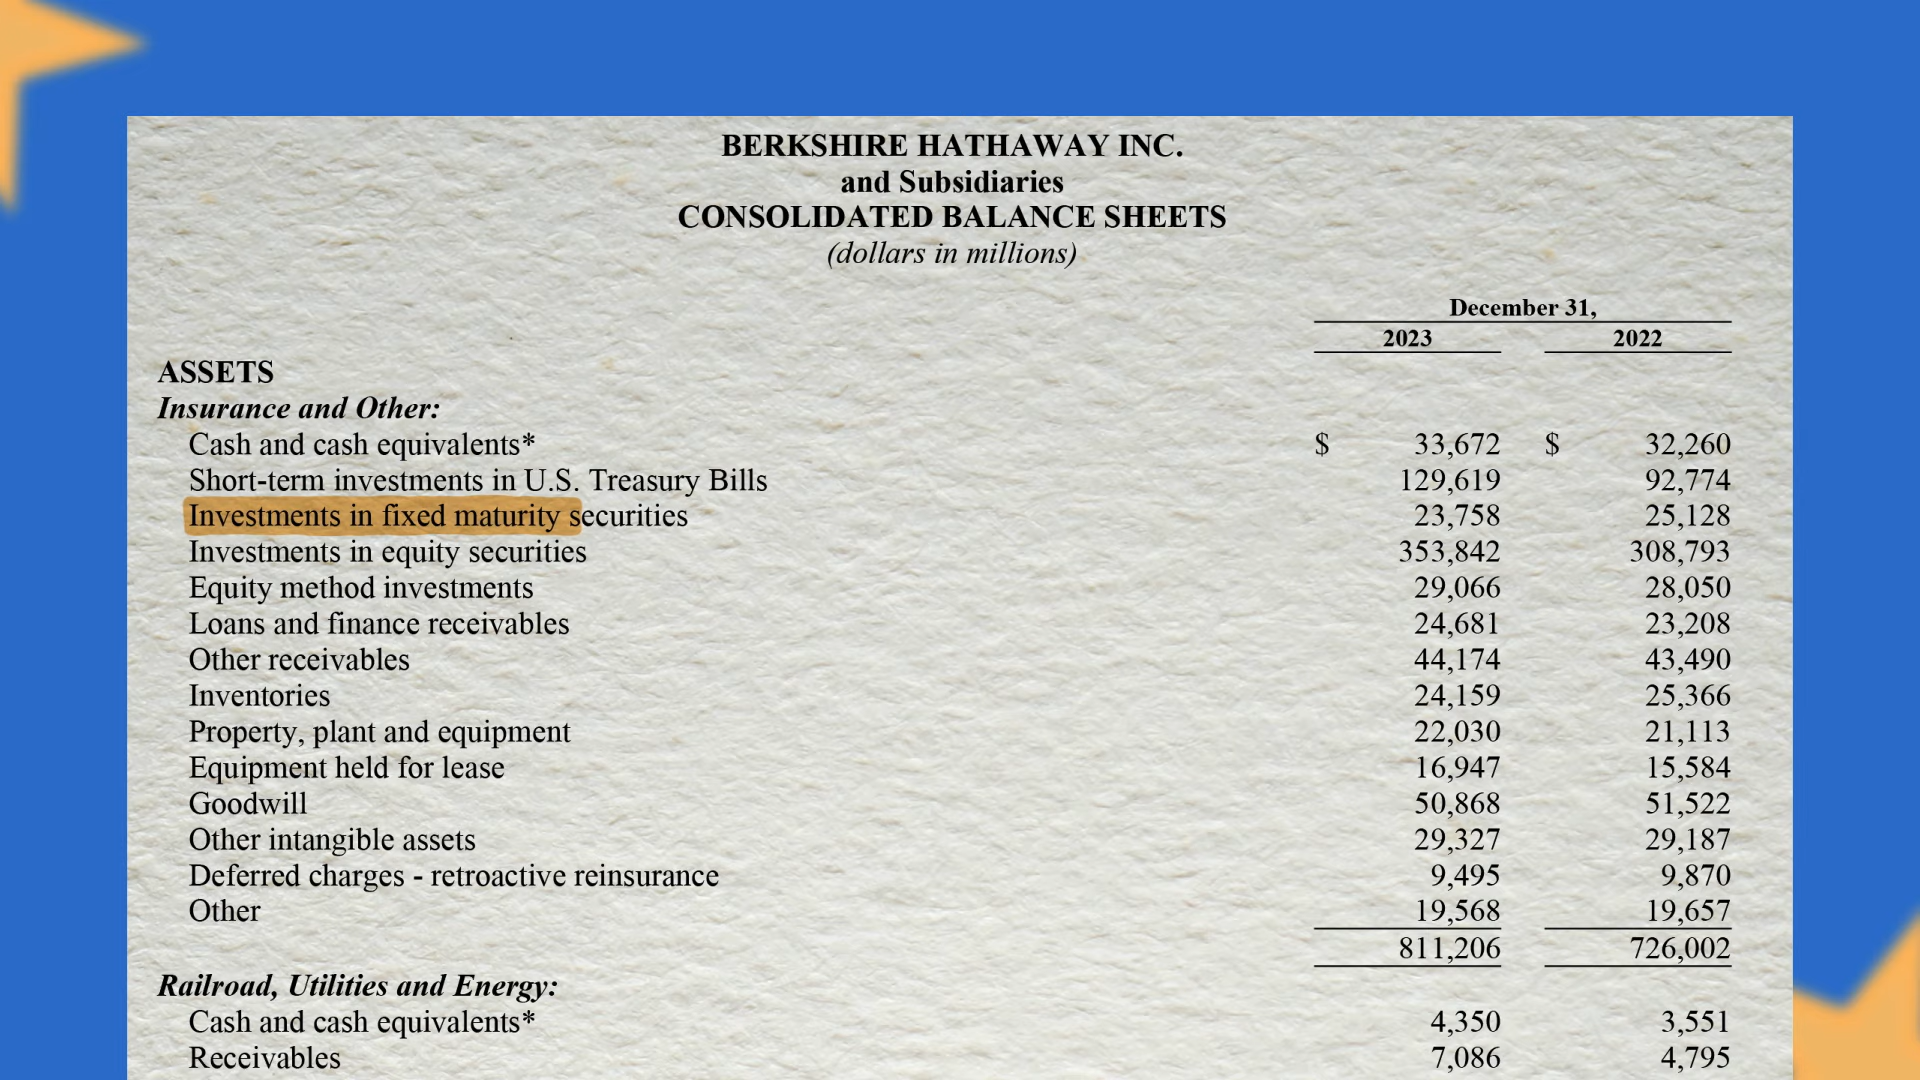 BERKSHIRE HATHAWAY INC.
and Subsidiaries
CONSOLIDATED BALANCE SHEETS
(dollars in millions)
December 31,
2023 2022
ASSETS
Insurance and Other:
Cash and cash equivalents* $ 33,672 $ 32,260
Short-term investments in U.S. Treasury Bills 129,619 92,774
Investments in fixed maturity securities 23,758 25,128
Investments in equity securities 353,842 308,793
Equity method investments 29,066 28,050
Loans and finance receivables 24,681 23,208
Other receivables 44,174 43,490
Inventories 24,159 25,366
Property, plant and equipment 22,030 21,113
Equipment held for lease 16,947 15,584
Goodwill 50,868 51,522
Other intangible assets 29,327 29,187
Deferred charges - retroactive reinsurance 9,495 9,870
Other 19,568 19,657
811,206 726,002
Railroad, Utilities and Energy:
Cash and cash equivalents* 4,350 3,551
Receivables 7,086 4,795